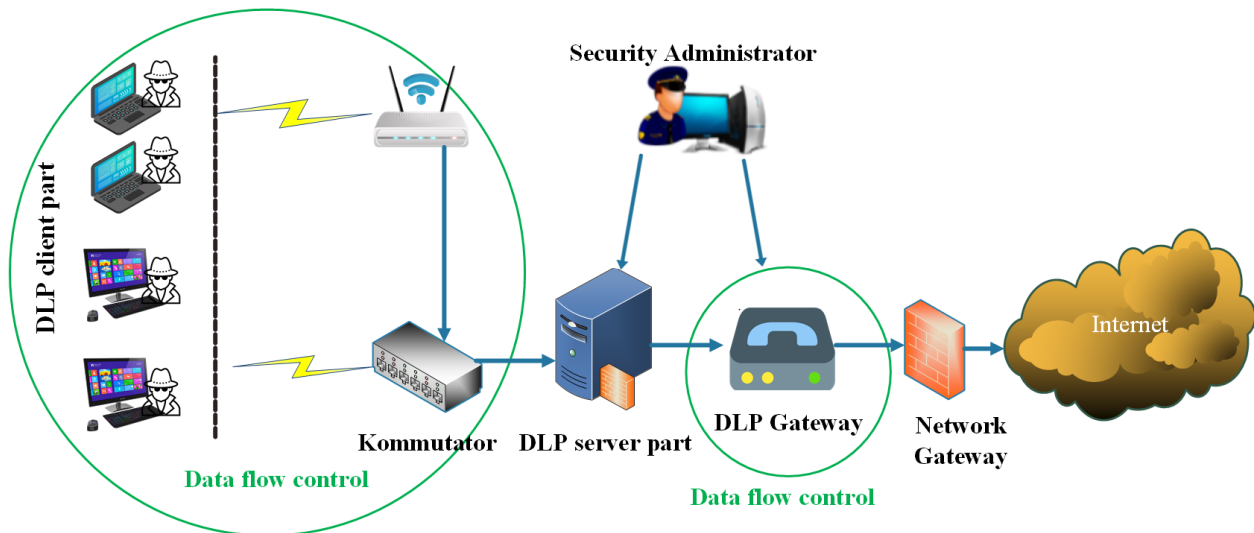 Security Administrator
DLP client part
Internet
Kommutator
DLP server part
DLP Gateway
Network
Gateway
Data flow control
Data flow control